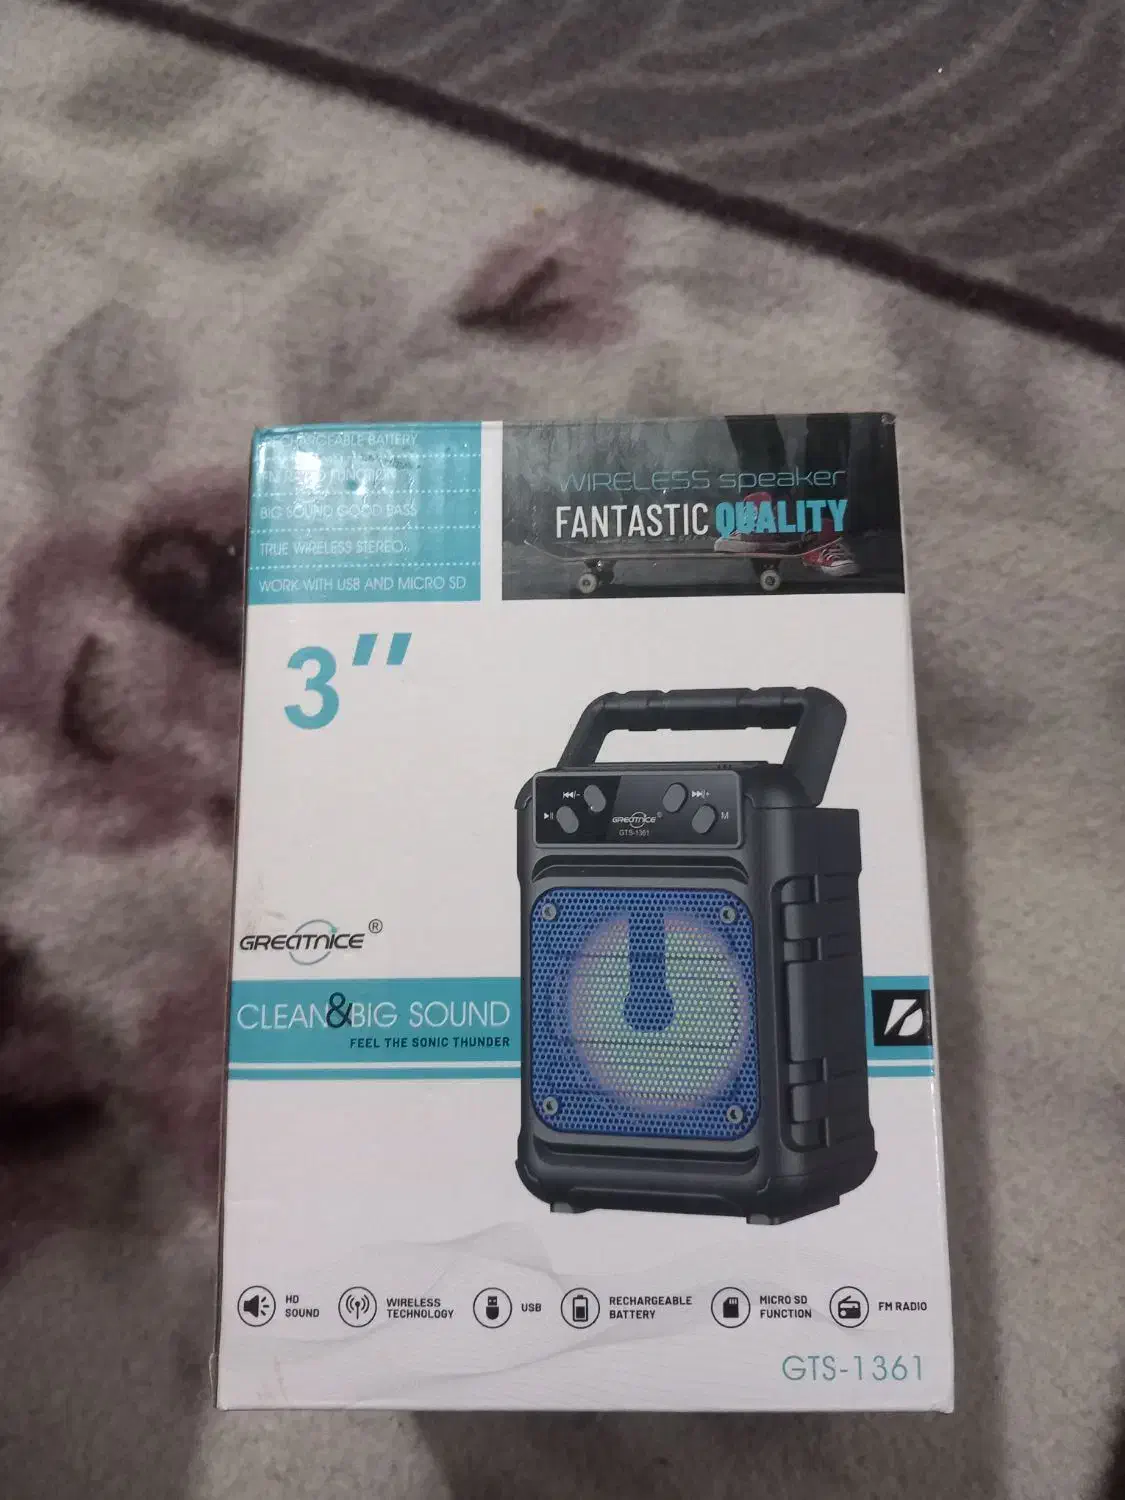 RECHARGEABLE BATTERY
BIG SOUND GOOD BASS
TRUE WIRELESS STEREO
WORK WITH USB AND MICRO SD
WIRELESS speaker
FANTASTIC QUALITY
3"
GREATNICE
GTS-1361
M
GREATNICE ®
CLEAN&BIG SOUND
FEEL THE SONIC THUNDER
HD
SOUND
WIRELESS
TECHNOLOGY
USB
RECHARGEABLE
BATTERY
MICRO SD
FUNCTION
FM RADIO
GTS-1361